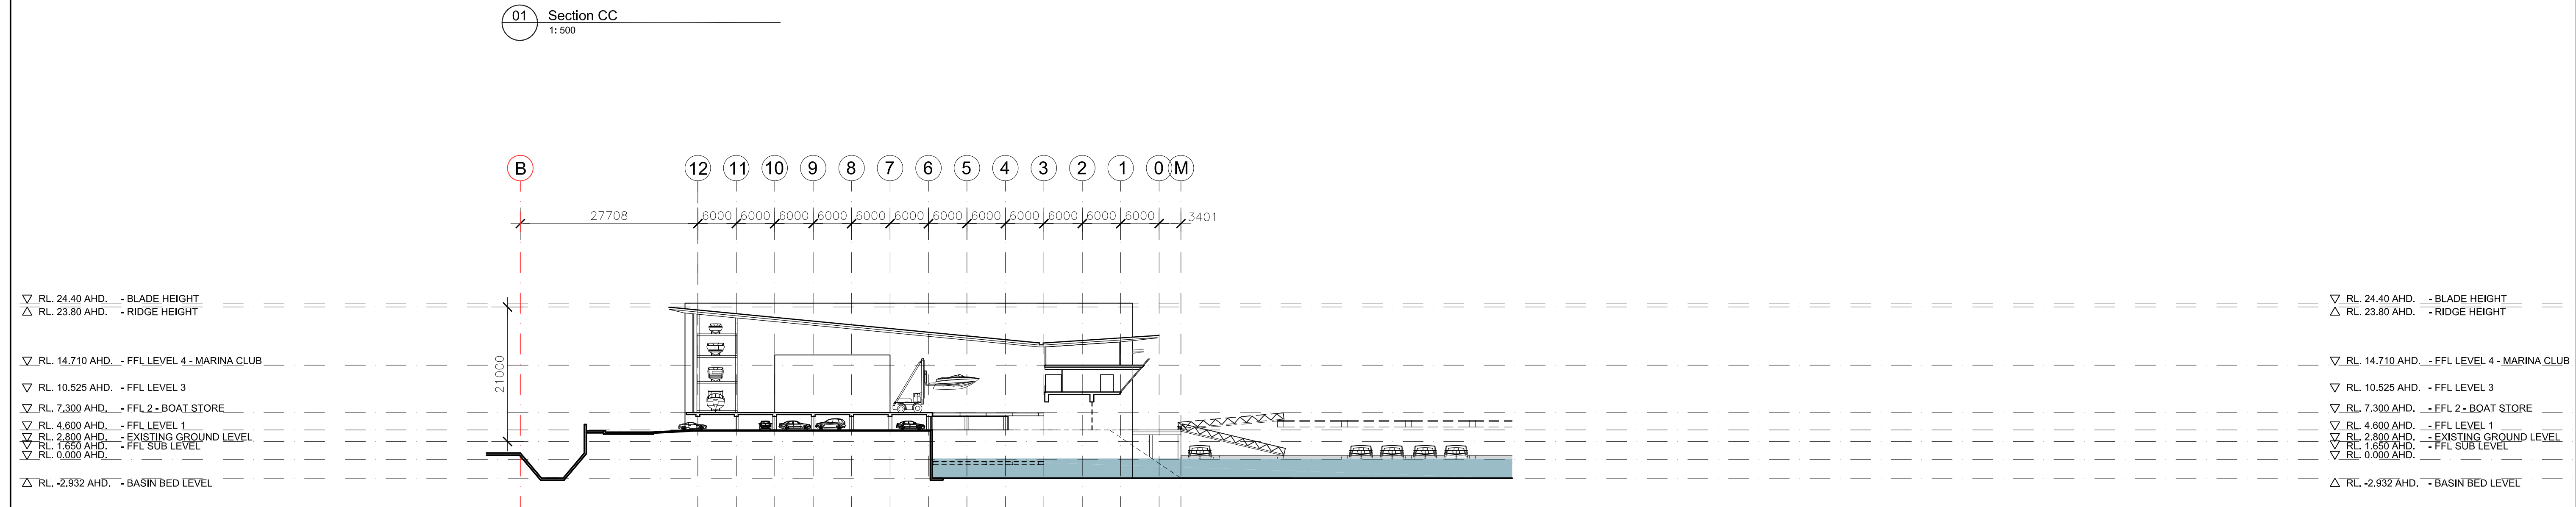 01 Section CC
1: 500
B 12 11 10 9 8 7 6 5 4 3 2 1 0 M
27708 6000 6000 6000 6000 6000 6000 6000 6000 6000 6000 6000 6000 3401
21000
RL. 24.40 AHD. - BLADE HEIGHT
RL. 23.80 AHD. - RIDGE HEIGHT
RL. 14.710 AHD. - FFL LEVEL 4 - MARINA CLUB
RL. 10.525 AHD. - FFL LEVEL 3
RL. 7.300 AHD. - FFL 2 - BOAT STORE
RL. 4.600 AHD. - FFL LEVEL 1
RL. 2.800 AHD. - EXISTING GROUND LEVEL
RL. 1.650 AHD. - FFL SUB LEVEL
RL. 0.000 AHD.
RL. -2.932 AHD. - BASIN BED LEVEL
RL. 24.40 AHD. - BLADE HEIGHT
RL. 23.80 AHD. - RIDGE HEIGHT
RL. 14.710 AHD. - FFL LEVEL 4 - MARINA CLUB
RL. 10.525 AHD. - FFL LEVEL 3
RL. 7.300 AHD. - FFL 2 - BOAT STORE
RL. 4.600 AHD. - FFL LEVEL 1
RL. 2.800 AHD. - EXISTING GROUND LEVEL
RL. 1.650 AHD. - FFL SUB LEVEL
RL. 0.000 AHD.
RL. -2.932 AHD. - BASIN BED LEVEL